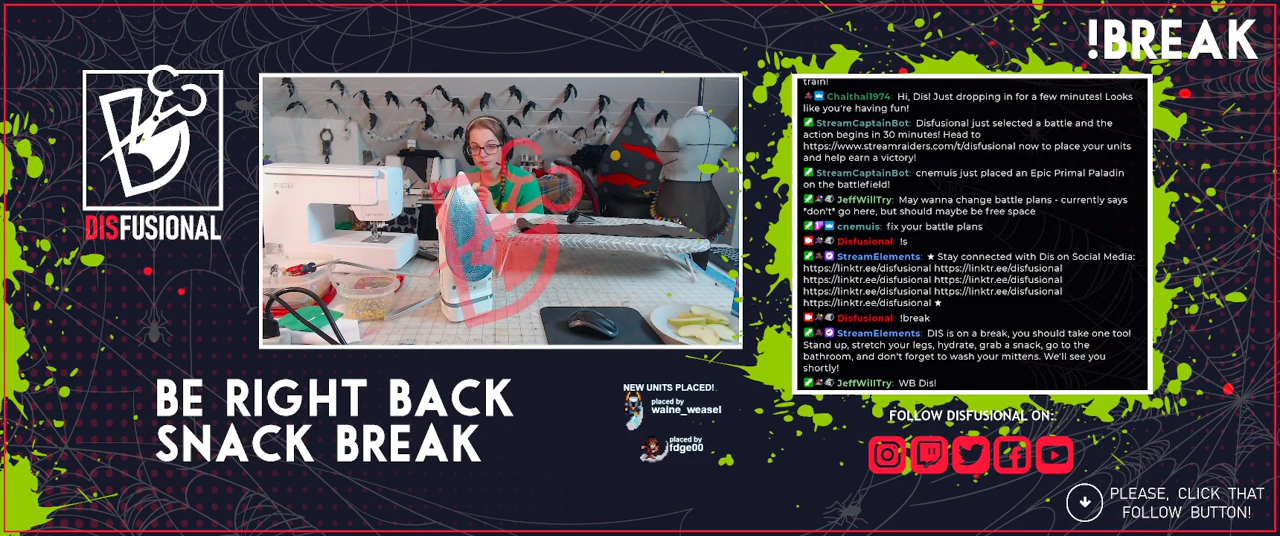 !BREAK
DISFUSIONAL
train!
Chaithai1974: Hi, Dis! Just dropping in for a few minutes! Looks
like you're having fun!
StreamCaptainBot: Disfusional just selected a battle and the
action begins in 30 minutes! Head to
https://www.streamraiders.com/t/disfusional now to place your units
and help earn a victory!
StreamCaptainBot: cnemuis just placed an Epic Primal Paladin
on the battlefield!
JeffWillTry: May wanna change battle plans - currently says
*don't* go here, but should maybe be free space
cnemuis: fix your battle plans
Disfusional: !s
StreamElements: ★ Stay connected with Dis on Social Media:
https://linktr.ee/disfusional https://linktr.ee/disfusional
https://linktr.ee/disfusional https://linktr.ee/disfusional
https://linktr.ee/disfusional https://linktr.ee/disfusional
https://linktr.ee/disfusional ★
Disfusional: !break
StreamElements: DIS is on a break, you should take one too!
Stand up, stretch your legs, hydrate, grab a snack, go to the
bathroom, and don't forget to wash your mittens. We'll see you
shortly!
JeffWillTry: WB Dis!
BE RIGHT BACK
SNACK BREAK
NEW UNITS PLACED!
placed by
waine_weasel
placed by
fdge00
FOLLOW DISFUSIONAL ON:
PLEASE, CLICK THAT
FOLLOW BUTTON!